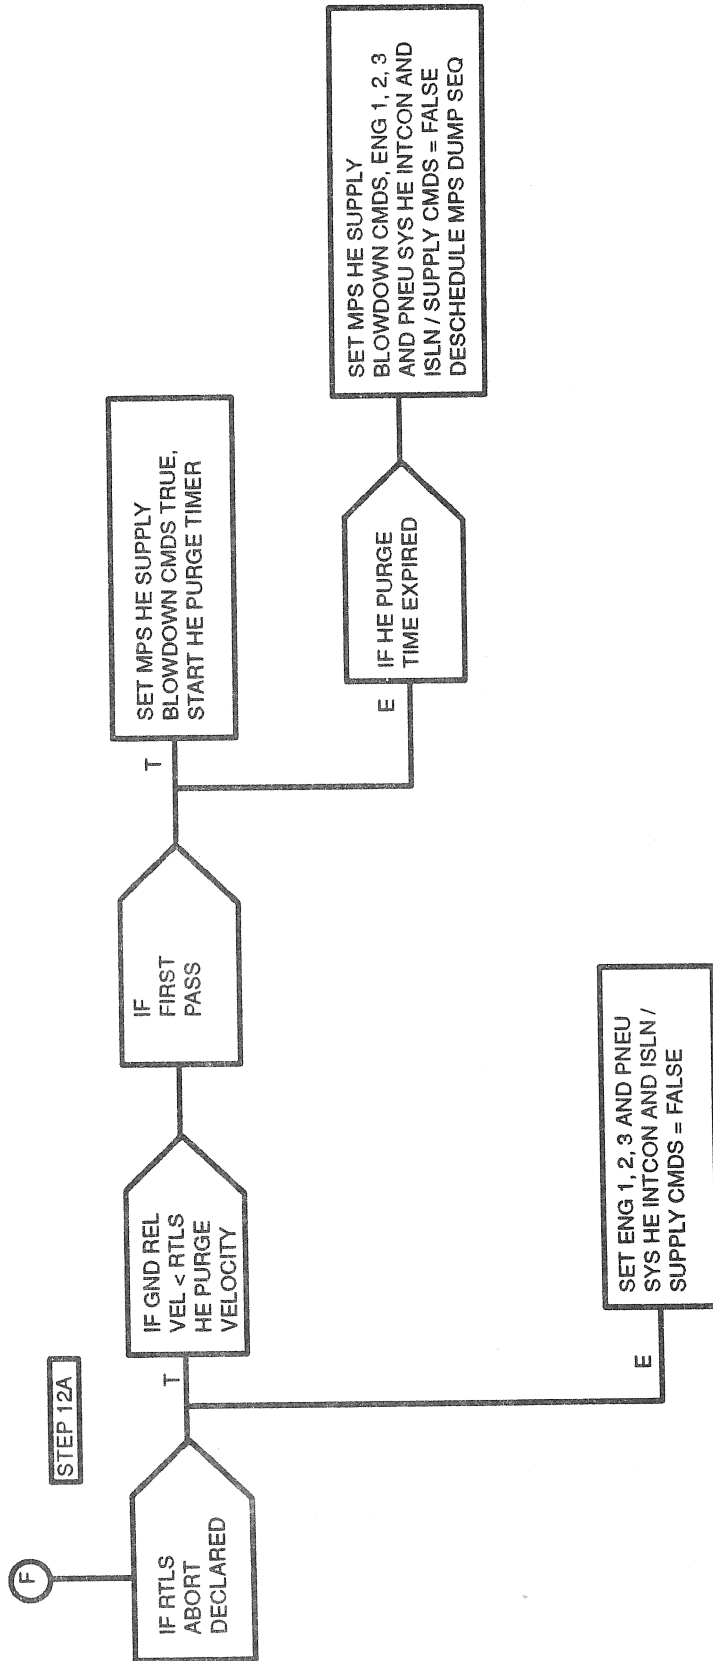 F
STEP 12A
IF RTLS
ABORT
DECLARED
T
IF GND REL
VEL < RTLS
HE PURGE
VELOCITY
IF
FIRST
PASS
T
SET MPS HE SUPPLY
BLOWDOWN CMDS TRUE,
START HE PURGE TIMER
E
IF HE PURGE
TIME EXPIRED
SET MPS HE SUPPLY
BLOWDOWN CMDS, ENG 1, 2, 3
AND PNEU SYS HE INTCON AND
ISLN / SUPPLY CMDS = FALSE
DESCHEDULE MPS DUMP SEQ
E
SET ENG 1, 2, 3 AND PNEU
SYS HE INTCON AND ISLN /
SUPPLY CMDS = FALSE